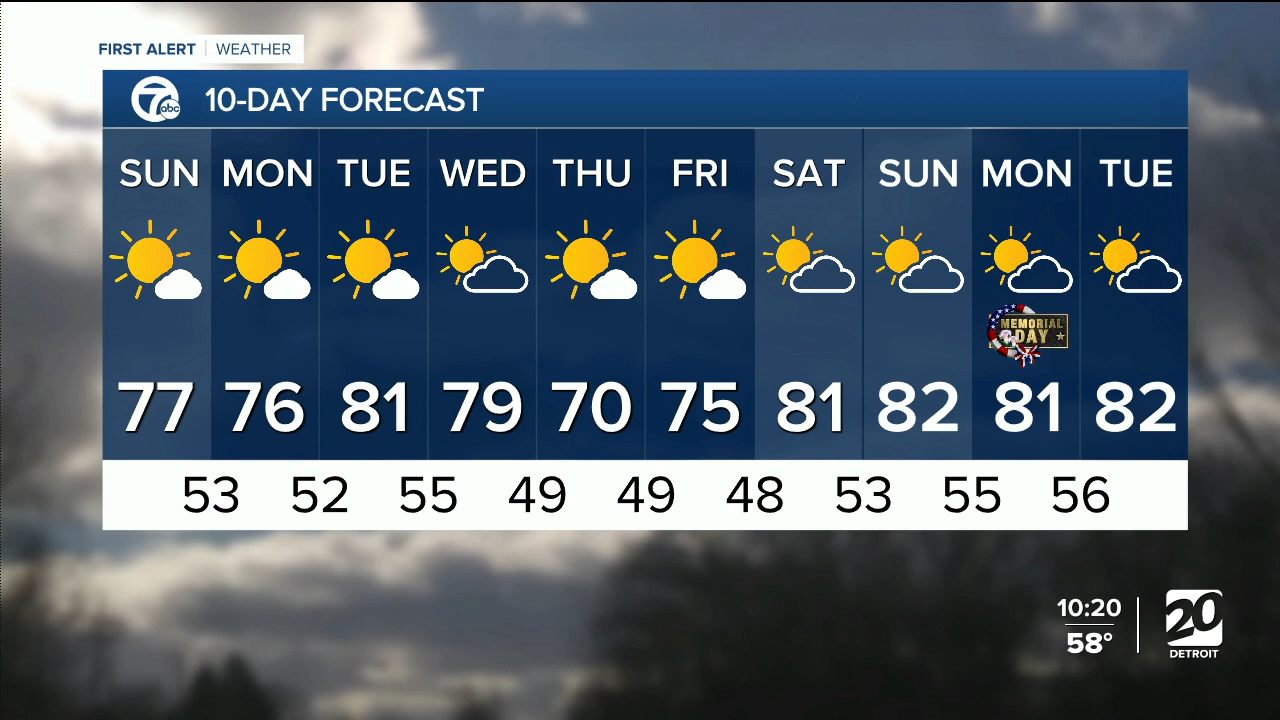 FIRST ALERT WEATHER
7 abc 10-DAY FORECAST
SUN MON TUE WED THU FRI SAT SUN MON TUE
MEMORIAL
DAY
77 76 81 79 70 75 81 82 81 82
53 52 55 49 49 48 53 55 56
10:20
58°
20
DETROIT